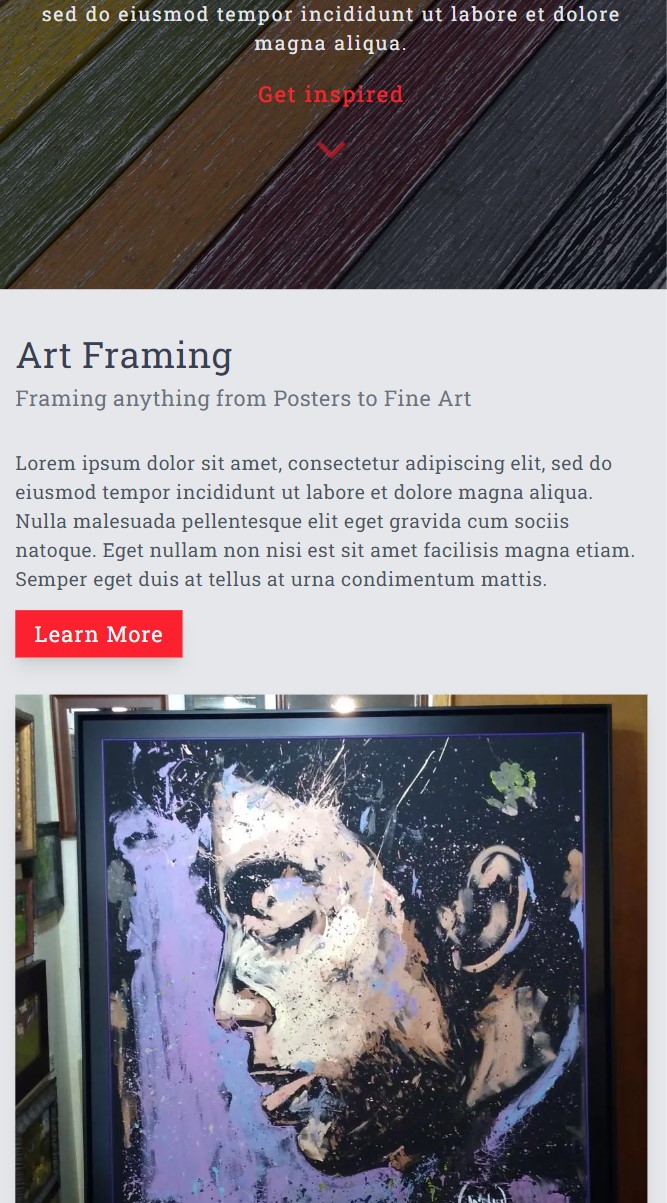 sed do eiusmod tempor incididunt ut labore et dolore
magna aliqua.
Get inspired
Art Framing
Framing anything from Posters to Fine Art
Lorem ipsum dolor sit amet, consectetur adipiscing elit, sed do
eiusmod tempor incididunt ut labore et dolore magna aliqua.
Nulla malesuada pellentesque elit eget gravida cum sociis
natoque. Eget nullam non nisi est sit amet facilisis magna etiam.
Semper eget duis at tellus at urna condimentum mattis.
Learn More